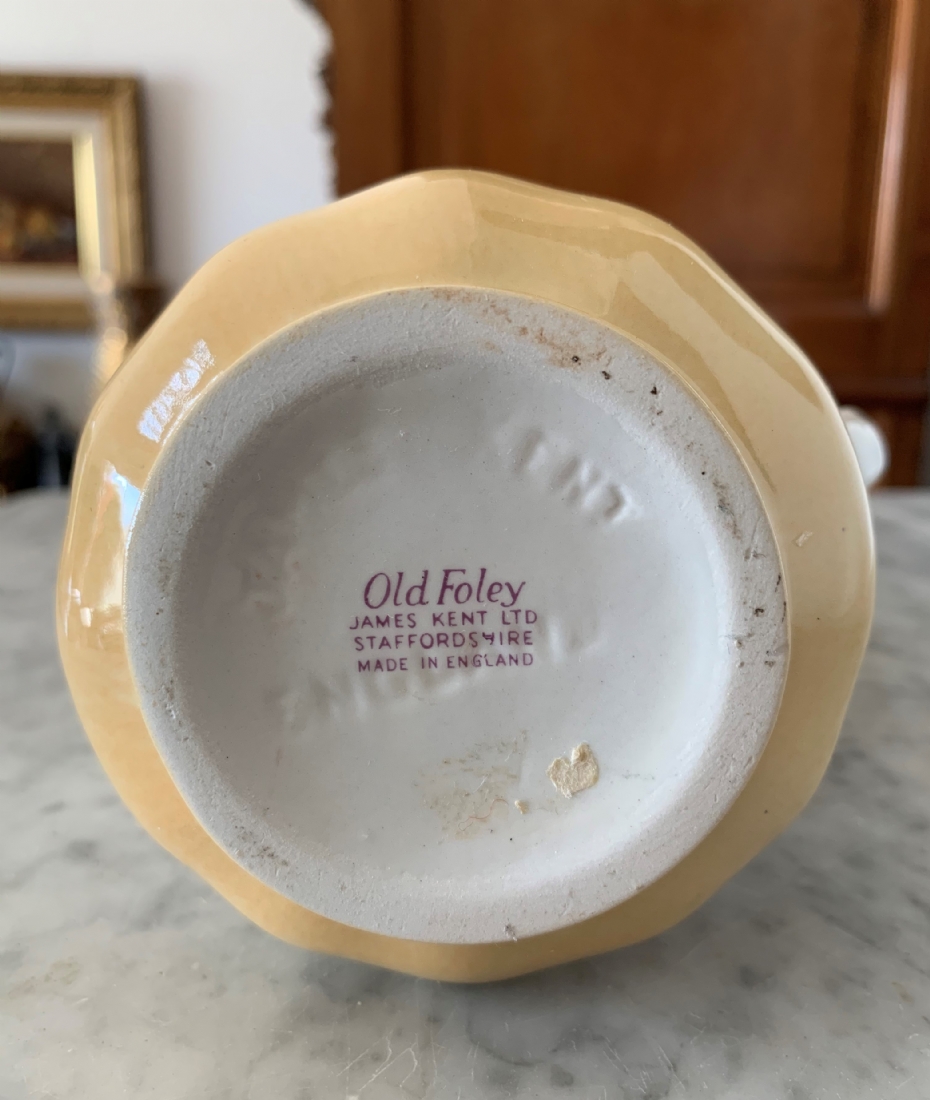 Old Foley
JAMES KENT LTD
STAFFORDSHIRE
MADE IN ENGLAND